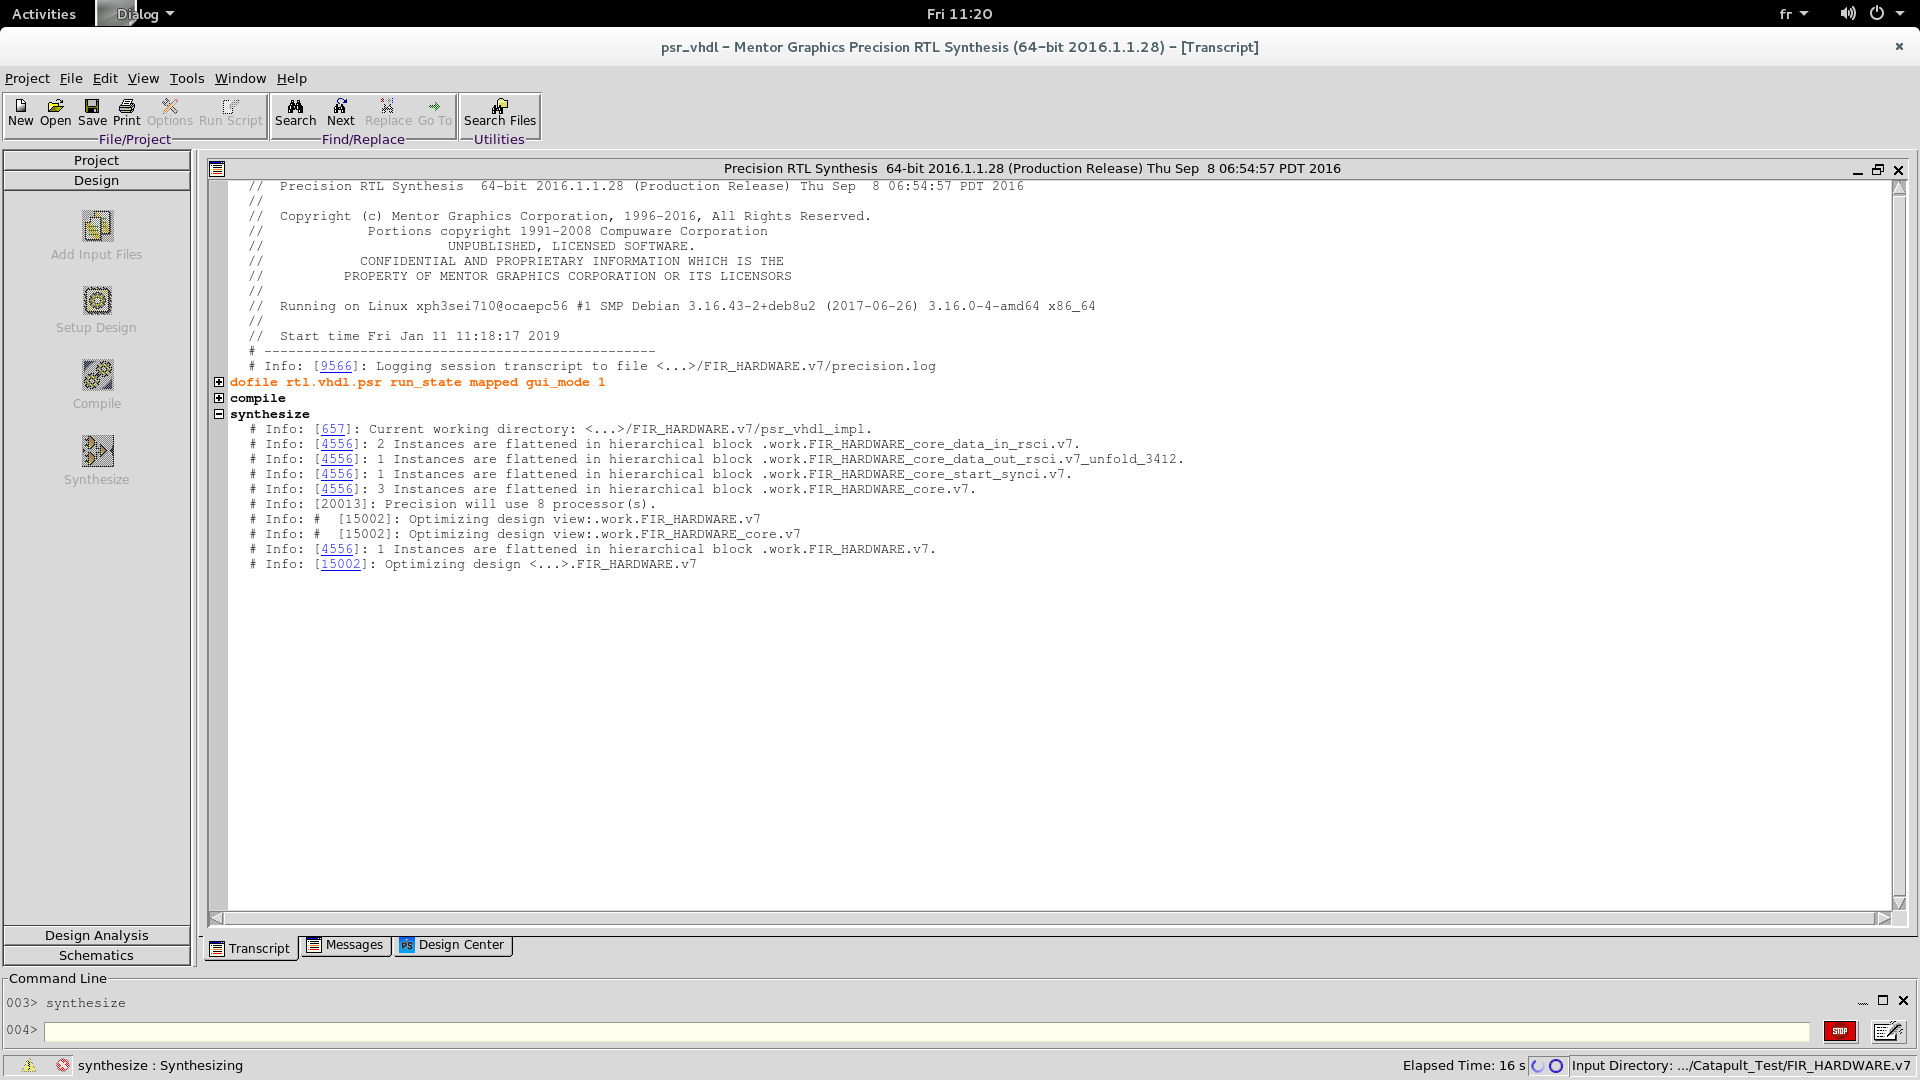 Activities Dialog Fri 11:20 fr
psr_vhdl – Mentor Graphics Precision RTL Synthesis (64-bit 2016.1.1.28) – [Transcript]
Project File Edit View Tools Window Help
New Open Save Print Options Run Script Search Next Replace Go To Search Files
File/Project Find/Replace Utilities
Project
Design
Add Input Files
Setup Design
Compile
Synthesize
Design Analysis
Schematics
Precision RTL Synthesis 64-bit 2016.1.1.28 (Production Release) Thu Sep 8 06:54:57 PDT 2016
// Precision RTL Synthesis 64-bit 2016.1.1.28 (Production Release) Thu Sep 8 06:54:57 PDT 2016
//
// Copyright (c) Mentor Graphics Corporation, 1996-2016, All Rights Reserved.
// Portions copyright 1991-2008 Compuware Corporation
// UNPUBLISHED, LICENSED SOFTWARE.
// CONFIDENTIAL AND PROPRIETARY INFORMATION WHICH IS THE
// PROPERTY OF MENTOR GRAPHICS CORPORATION OR ITS LICENSORS
//
// Running on Linux xph3sei710@ocaepc56 #1 SMP Debian 3.16.43-2+deb8u2 (2017-06-26) 3.16.0-4-amd64 x86_64
//
// Start time Fri Jan 11 11:18:17 2019
# -------------------------------------------------
# Info: [9566]: Logging session transcript to file <...>/FIR_HARDWARE.v7/precision.log
dofile rtl.vhdl.psr run_state mapped gui_mode 1
compile
synthesize
# Info: [657]: Current working directory: <...>/FIR_HARDWARE.v7/psr_vhdl_impl.
# Info: [4556]: 2 Instances are flattened in hierarchical block .work.FIR_HARDWARE_core_data_in_rsci.v7.
# Info: [4556]: 1 Instances are flattened in hierarchical block .work.FIR_HARDWARE_core_data_out_rsci.v7_unfold_3412.
# Info: [4556]: 1 Instances are flattened in hierarchical block .work.FIR_HARDWARE_core_start_synci.v7.
# Info: [4556]: 3 Instances are flattened in hierarchical block .work.FIR_HARDWARE_core.v7.
# Info: [20013]: Precision will use 8 processor(s).
# Info: # [15002]: Optimizing design view:.work.FIR_HARDWARE.v7
# Info: # [15002]: Optimizing design view:.work.FIR_HARDWARE_core.v7
# Info: [4556]: 1 Instances are flattened in hierarchical block .work.FIR_HARDWARE.v7.
# Info: [15002]: Optimizing design <...>.FIR_HARDWARE.v7
Transcript Messages Design Center
Command Line
003> synthesize
004>
STOP
synthesize : Synthesizing Elapsed Time: 16 s Input Directory: .../Catapult_Test/FIR_HARDWARE.v7